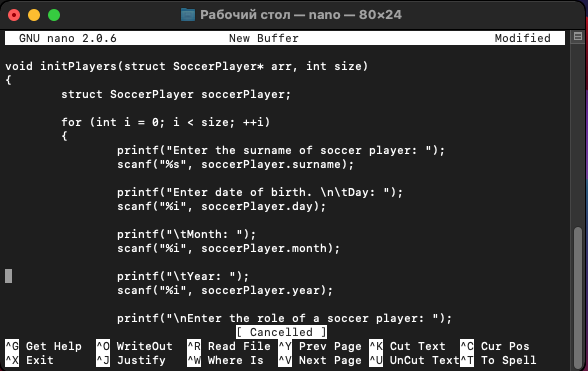 Рабочий стол — nano — 80×24
GNU nano 2.0.6 New Buffer Modified
void initPlayers(struct SoccerPlayer* arr, int size)
{
struct SoccerPlayer soccerPlayer;
for (int i = 0; i < size; ++i)
{
printf("Enter the surname of soccer player: ");
scanf("%s", soccerPlayer.surname);
printf("Enter date of birth. \n\tDay: ");
scanf("%i", soccerPlayer.day);
printf("\tMonth: ");
scanf("%i", soccerPlayer.month);
printf("\tYear: ");
scanf("%i", soccerPlayer.year);
printf("\nEnter the role of a soccer player: ");
[ Cancelled ]
^G Get Help ^O WriteOut ^R Read File ^Y Prev Page ^K Cut Text ^C Cur Pos
^X Exit ^J Justify ^W Where Is ^V Next Page ^U UnCut Text ^T To Spell